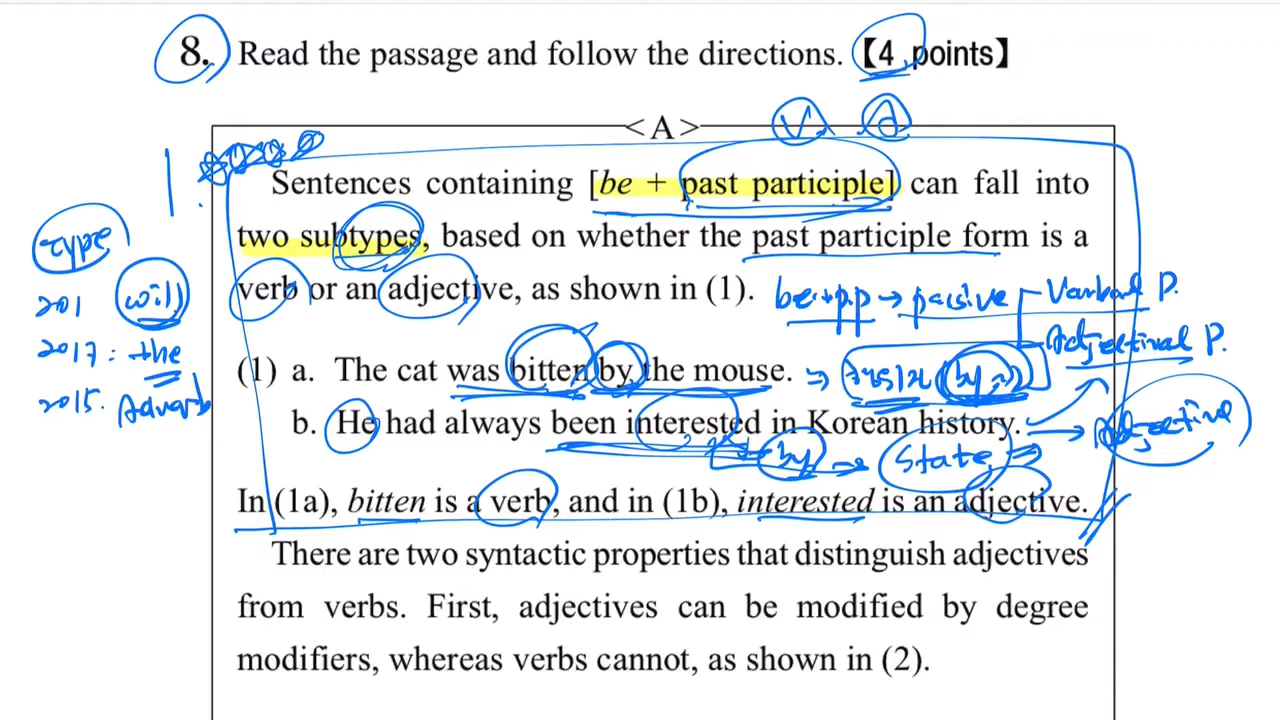 8. Read the passage and follow the directions. 【4 points】
<A>
V a
1.
Sentences containing [be + past participle] can fall into
two subtypes, based on whether the past participle form is a
verb or an adjective, as shown in (1).
be + p.p → passive
Verbal P.
Adjectival P.
type
201 will
2017 : the
2015. Adverb
(1) a. The cat was bitten by the mouse.
b. He had always been interested in Korean history.
by → State
Adjective
In (1a), bitten is a verb, and in (1b), interested is an adjective.
There are two syntactic properties that distinguish adjectives
from verbs. First, adjectives can be modified by degree
modifiers, whereas verbs cannot, as shown in (2).